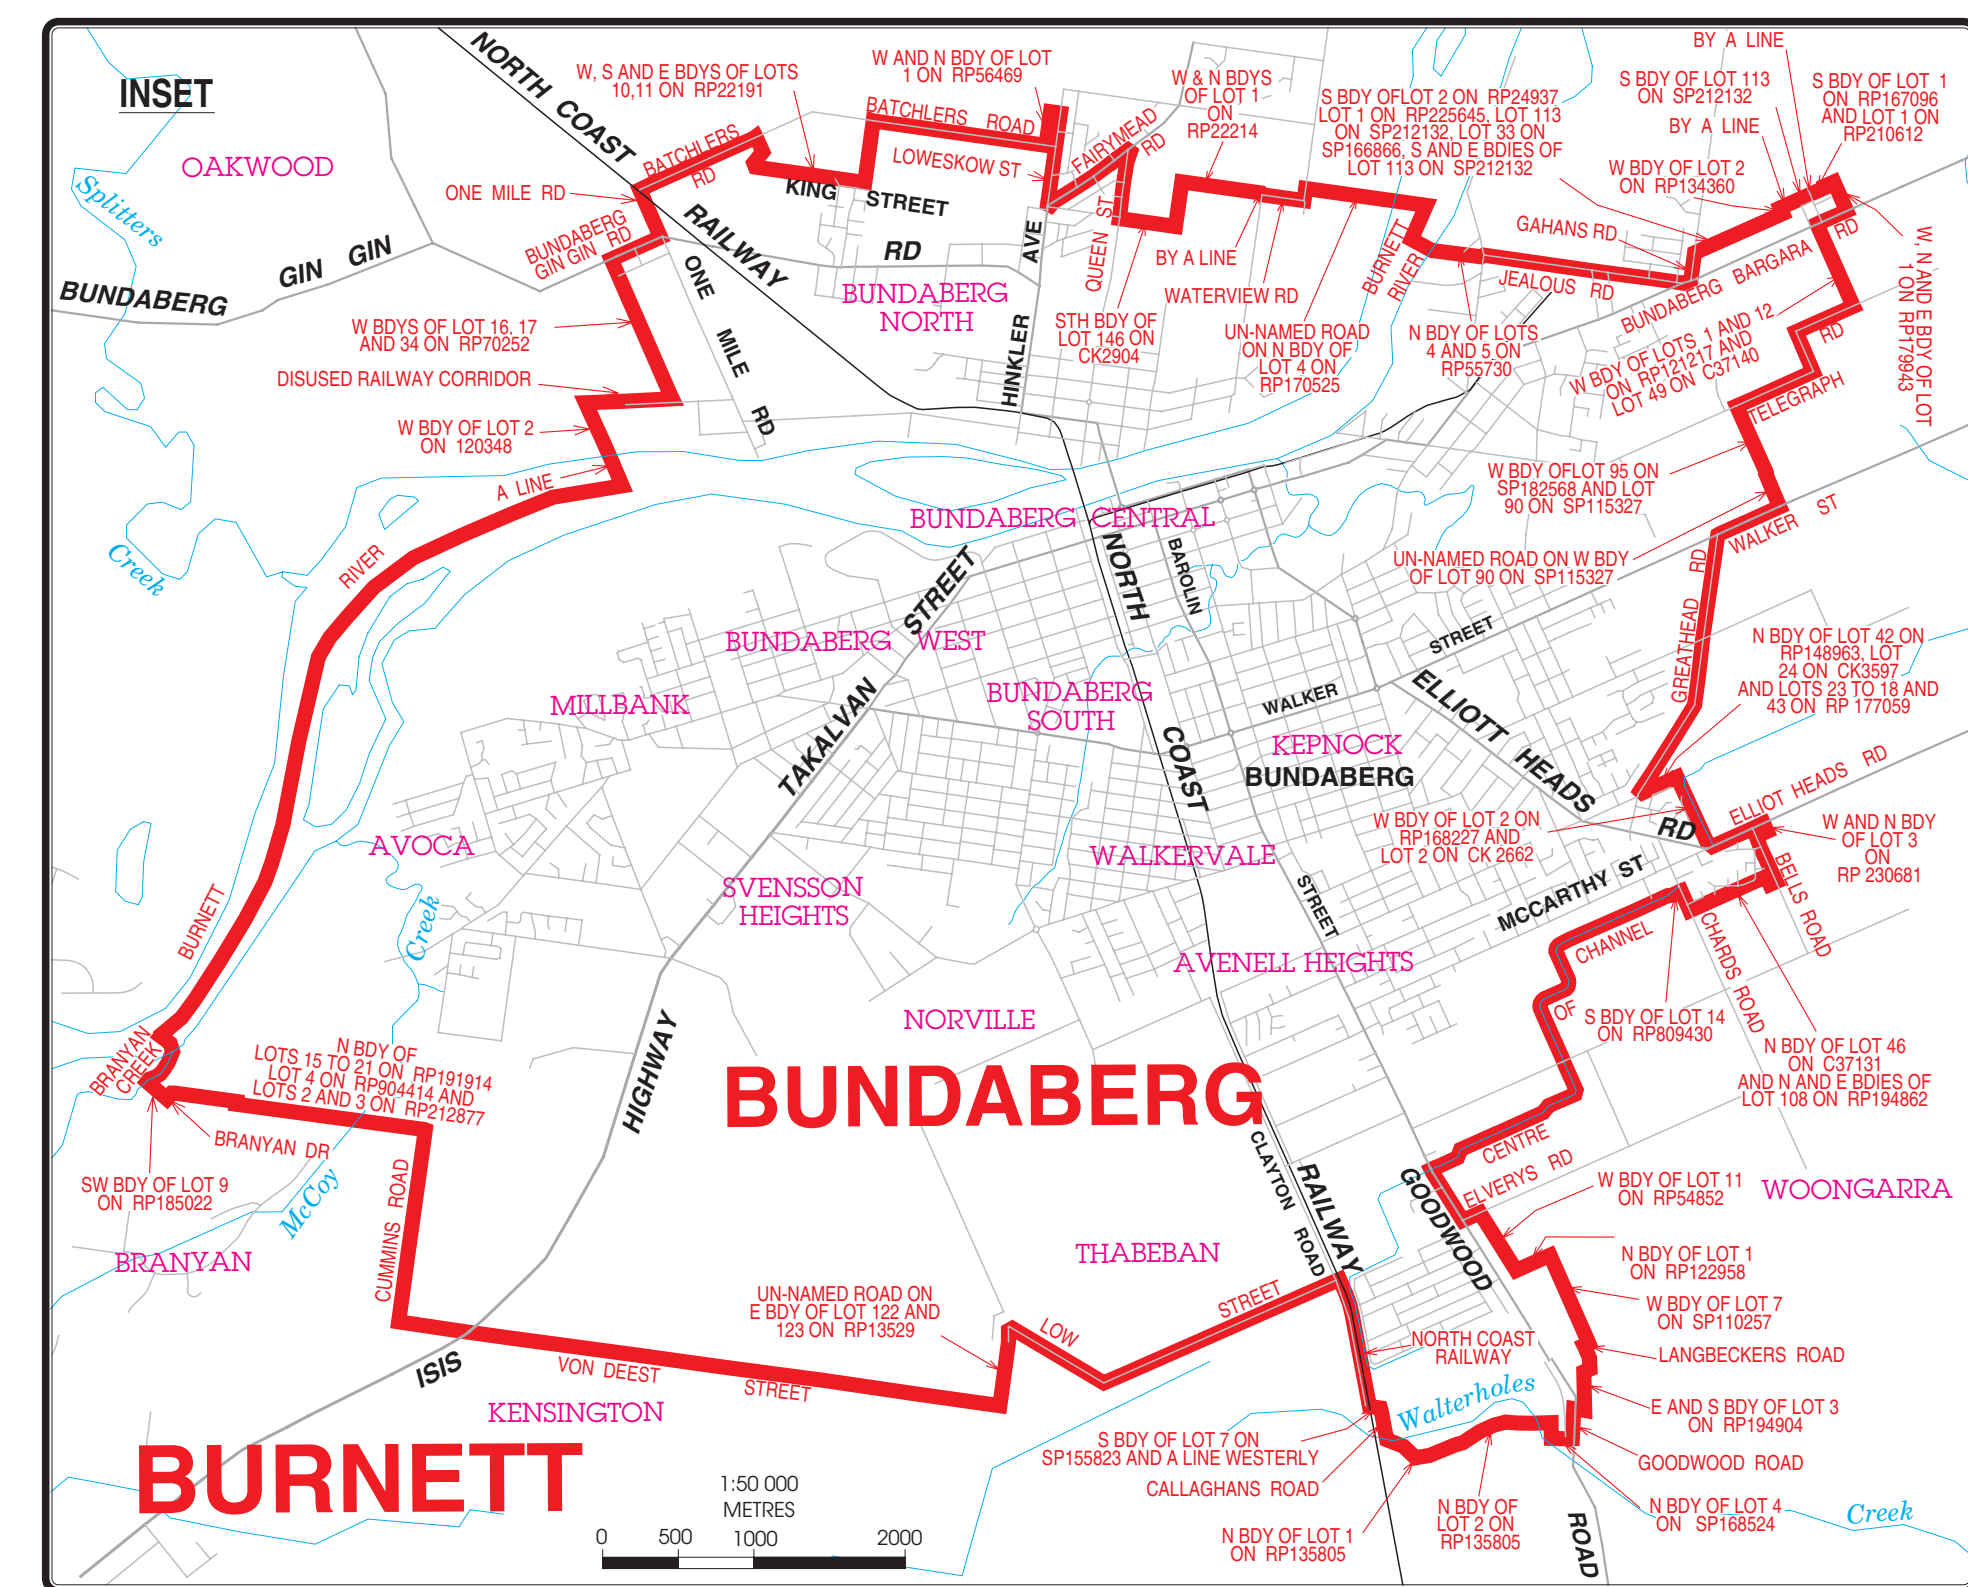 INSET
OAKWOOD
Splitters
Creek
NORTH COAST
RAILWAY
W, S AND E BDYS OF LOTS
10,11 ON RP22191
W AND N BDY OF LOT
1 ON RP56469
BATCHLERS ROAD
LOWESKOW ST
BATCHLERS
RD
KING STREET
ONE MILE RD
BUNDABERG
GIN GIN RD
BUNDABERG GIN GIN
RD
FAIRYMEAD
RD
W & N BDYS
OF LOT 1
ON
RP22214
S BDY OFLOT 2 ON RP24937
LOT 1 ON RP225645, LOT 113
ON SP212132, LOT 33 ON
SP166866, S AND E BDIES OF
LOT 113 ON SP212132
BY A LINE
S BDY OF LOT 113
ON SP212132
BY A LINE
S BDY OF LOT 1
ON RP167096
AND LOT 1 ON
RP210612
W BDY OF LOT 2
ON RP134360
GAHANS RD
JEALOUS RD
BUNDABERG BARGARA
RD
W, N AND E BDY OF LOT
1 ON RP179943
QUEEN ST
HINKLER AVE
BY A LINE
WATERVIEW RD
BURNETT
RIVER
BUNDABERG
NORTH
STH BDY OF
LOT 146 ON
CK2904
UN-NAMED ROAD
ON N BDY OF
LOT 4 ON
RP170525
N BDY OF LOTS
4 AND 5 ON
RP55730
W BDY OF LOTS 1 AND 12
ON RP121217 AND
LOT 49 ON C37140
TELEGRAPH
RD
W BDYS OF LOT 16, 17
AND 34 ON RP70252
DISUSED RAILWAY CORRIDOR
W BDY OF LOT 2
ON 120348
A LINE
ONE MILE RD
W BDY OFLOT 95 ON
SP182568 AND LOT
90 ON SP115327
WALKER ST
UN-NAMED ROAD ON W BDY
OF LOT 90 ON SP115327
BUNDABERG CENTRAL
BAROLIN
STREET
NORTH
COAST
RAILWAY
BURNETT RIVER
TAKALVAN STREET
BUNDABERG WEST
MILLBANK
BUNDABERG
SOUTH
WALKER
STREET
ELLIOTT HEADS
RD
GREATHEAD RD
N BDY OF LOT 42 ON
RP148963, LOT
24 ON CK3597
AND LOTS 23 TO 18 AND
43 ON RP 177059
KEPNOCK
BUNDABERG
ELLIOT HEADS RD
W BDY OF LOT 2 ON
RP168227 AND
LOT 2 ON CK 2662
W AND N BDY
OF LOT 3
ON
RP 230681
AVOCA
WALKERVALE
SVENSSON
HEIGHTS
MCCARTHY ST
BELLS ROAD
CHARDS ROAD
CENTRE OF CHANNEL
AVENELL HEIGHTS
NORVILLE
Creek
McCoy
BRANYAN
CREEK
N BDY OF
LOTS 15 TO 21 ON RP191914
LOT 4 ON RP904414 AND
LOTS 2 AND 3 ON RP212877
BRANYAN DR
SW BDY OF LOT 9
ON RP185022
BRANYAN
CUMMINS ROAD
ISIS HIGHWAY
BUNDABERG
S BDY OF LOT 14
ON RP809430
N BDY OF LOT 46
ON C37131
AND N AND E BDIES OF
LOT 108 ON RP194862
CLAYTON ROAD
GOODWOOD
ROAD
ELVERYS RD
WOONGARRA
W BDY OF LOT 11
ON RP54852
N BDY OF LOT 1
ON RP122958
W BDY OF LOT 7
ON SP110257
LANGBECKERS ROAD
THABEBAN
UN-NAMED ROAD ON
E BDY OF LOT 122 AND
123 ON RP13529
LOW STREET
VON DEEST STREET
KENSINGTON
NORTH COAST
RAILWAY
Walterholes
Creek
E AND S BDY OF LOT 3
ON RP194904
GOODWOOD ROAD
S BDY OF LOT 7 ON
SP155823 AND A LINE WESTERLY
CALLAGHANS ROAD
N BDY OF LOT 1
ON RP135805
N BDY OF
LOT 2 ON
RP135805
N BDY OF LOT 4
ON SP168524
BURNETT
1:50 000
METRES
0 500 1000 2000